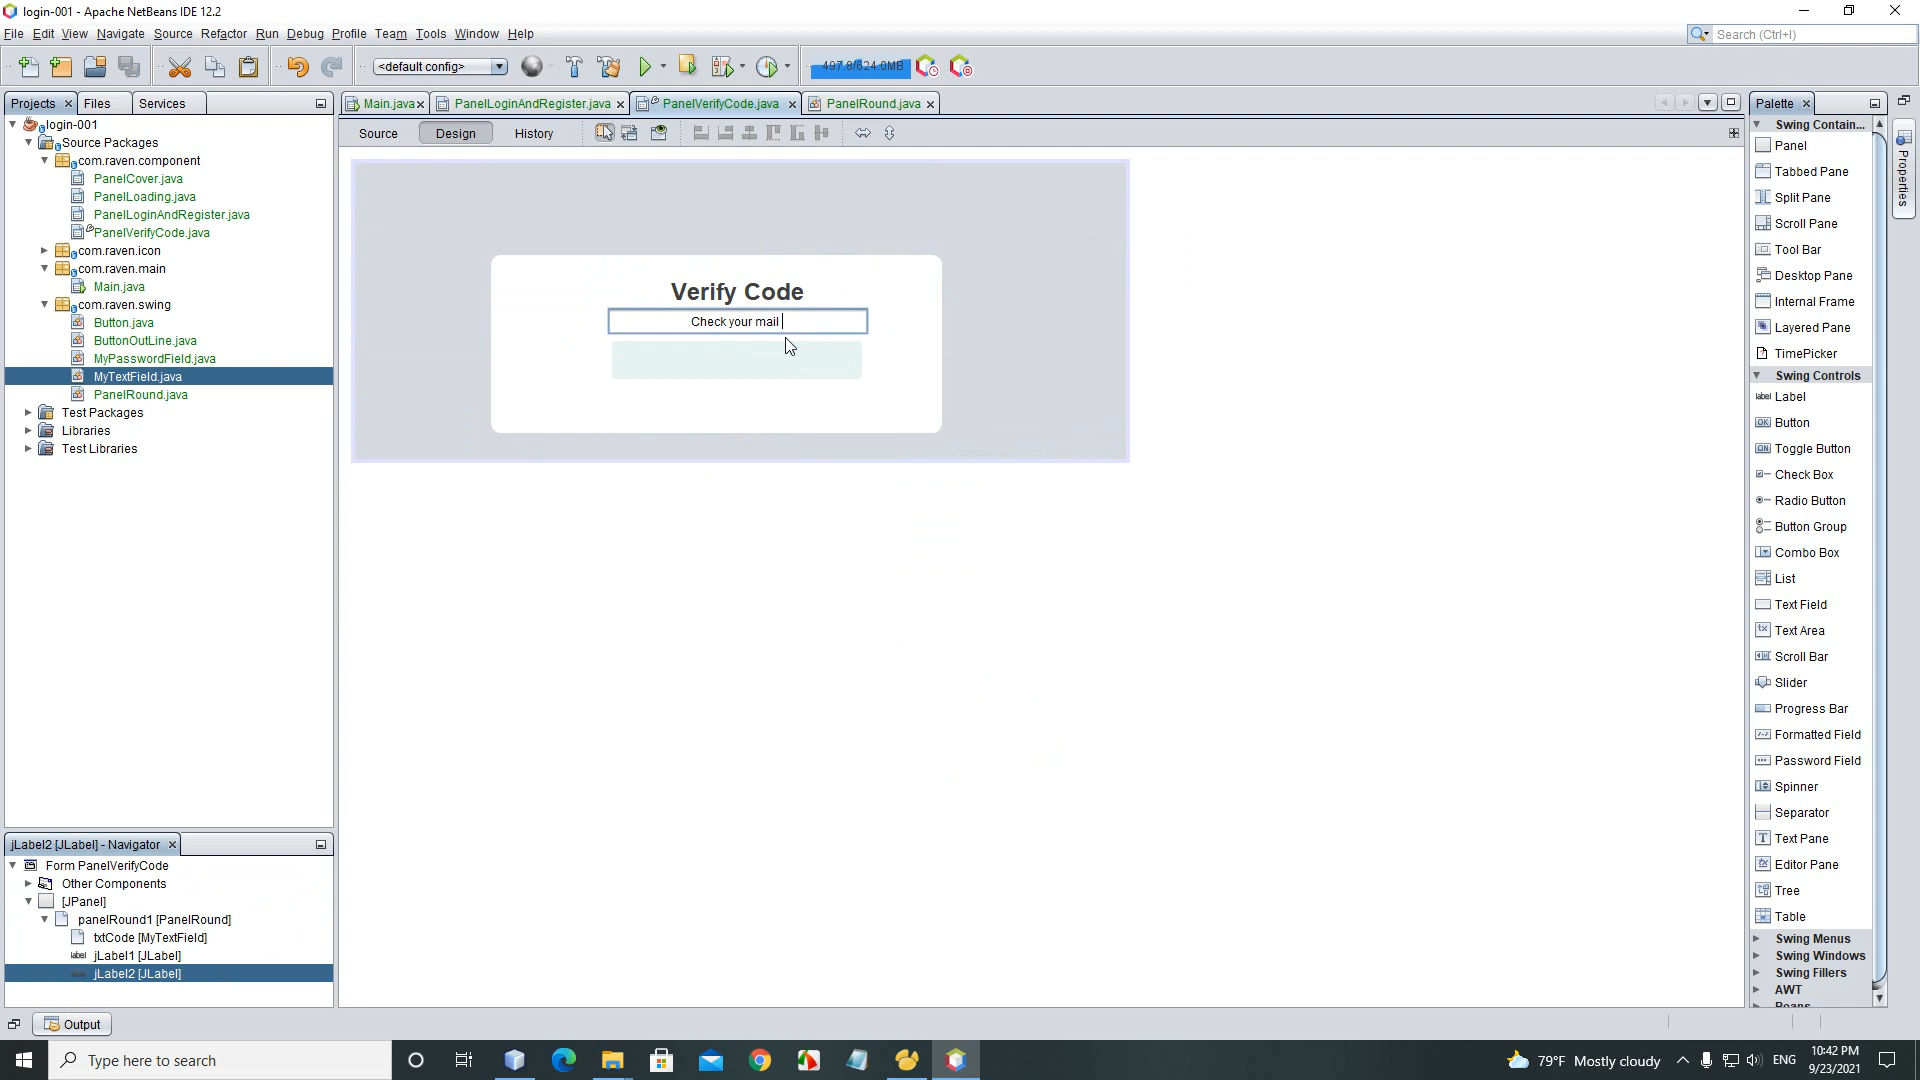 login-001 - Apache NetBeans IDE 12.2
File Edit View Navigate Source Refactor Run Debug Profile Team Tools Window Help
Search (Ctrl+I)
<default config>
497.8/624.0MB
Projects Files Services
Main.java PanelLoginAndRegister.java PanelVerifyCode.java PanelRound.java
Palette
Source Design History
login-001
Source Packages
com.raven.component
PanelCover.java
PanelLoading.java
PanelLoginAndRegister.java
PanelVerifyCode.java
com.raven.icon
com.raven.main
Main.java
com.raven.swing
Button.java
ButtonOutLine.java
MyPasswordField.java
MyTextField.java
PanelRound.java
Test Packages
Libraries
Test Libraries
Verify Code
Check your mail
Swing Contain...
Panel
Tabbed Pane
Split Pane
Scroll Pane
Tool Bar
Desktop Pane
Internal Frame
Layered Pane
TimePicker
Swing Controls
Label
Button
Toggle Button
Check Box
Radio Button
Button Group
Combo Box
List
Text Field
Text Area
Scroll Bar
Slider
Progress Bar
Formatted Field
Password Field
Spinner
Separator
Text Pane
Editor Pane
Tree
Table
Swing Menus
Swing Windows
Swing Fillers
AWT
Beans
Properties
jLabel2 [JLabel] - Navigator
Form PanelVerifyCode
Other Components
[JPanel]
panelRound1 [PanelRound]
txtCode [MyTextField]
jLabel1 [JLabel]
jLabel2 [JLabel]
Output
Type here to search
79°F Mostly cloudy
ENG
10:42 PM
9/23/2021